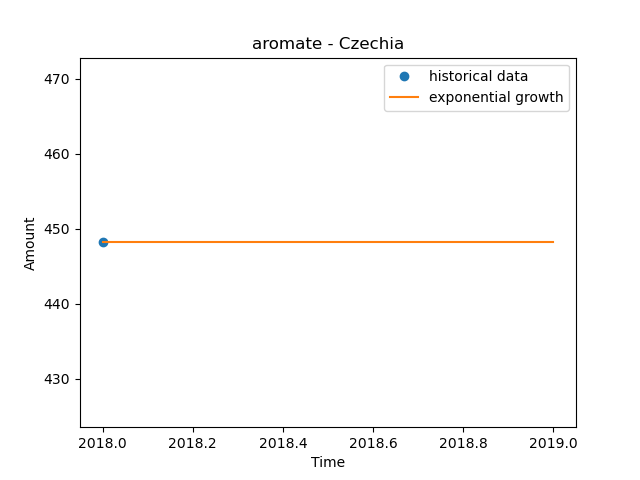 aromate - Czechia
historical data
exponential growth
470
460
450
440
430
Amount
2018.0 2018.2 2018.4 2018.6 2018.8 2019.0
Time